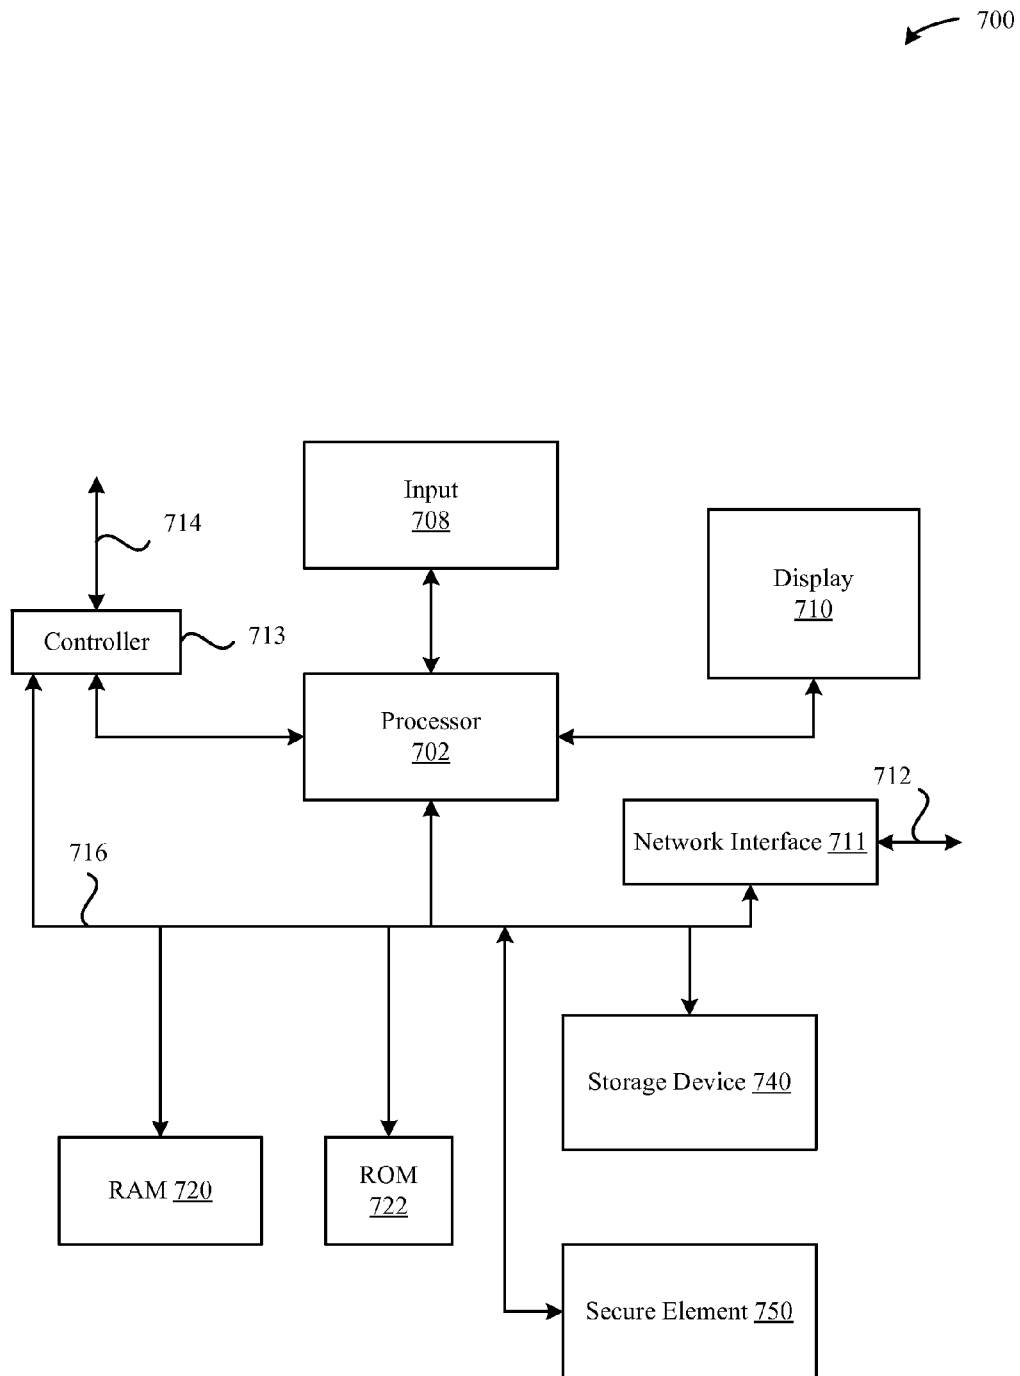 700
Input
708
714
Display
710
Controller
713
Processor
702
712
Network Interface 711
716
Storage Device 740
RAM 720
ROM
722
Secure Element 750